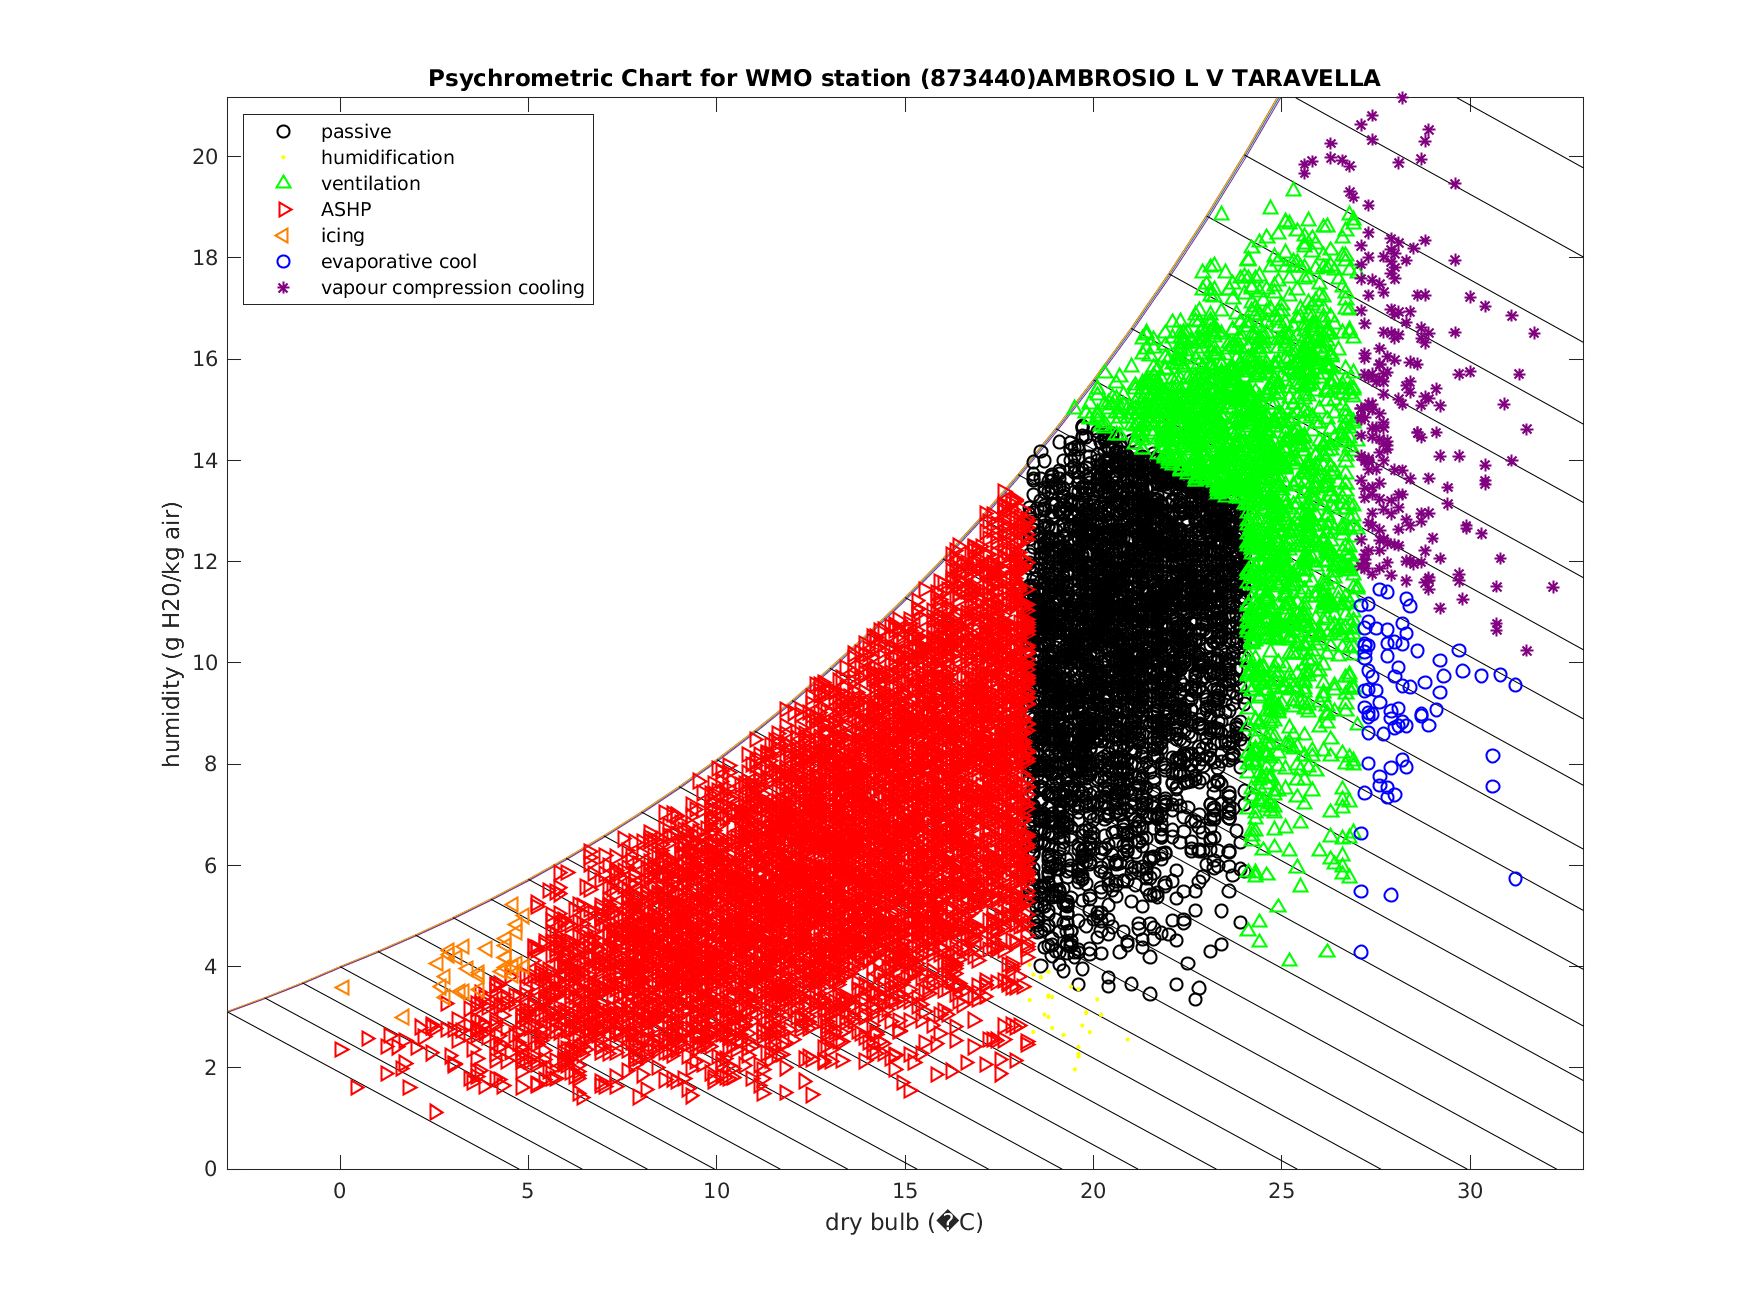 Psychrometric Chart for WMO station (873440)AMBROSIO L V TARAVELLA
passive
humidification
ventilation
ASHP
icing
evaporative cool
vapour compression cooling
humidity (g H20/kg air)
20
18
16
14
12
10
8
6
4
2
0
0 5 10 15 20 25 30
dry bulb (�C)